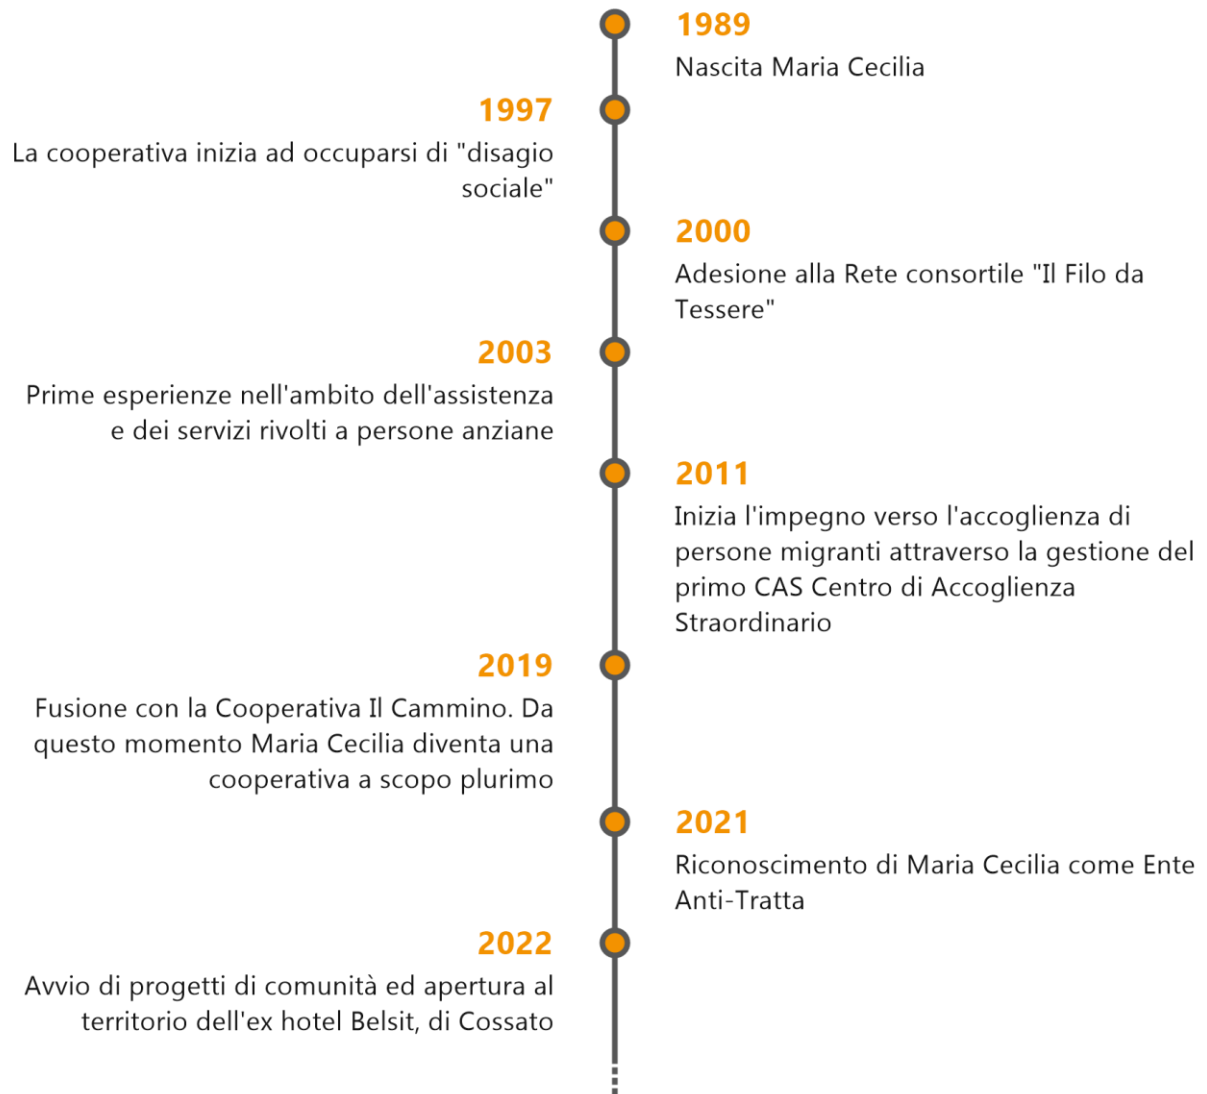 1989
Nascita Maria Cecilia
1997
La cooperativa inizia ad occuparsi di "disagio
sociale"
2000
Adesione alla Rete consortile "Il Filo da
Tessere"
2003
Prime esperienze nell'ambito dell'assistenza
e dei servizi rivolti a persone anziane
2011
Inizia l'impegno verso l'accoglienza di
persone migranti attraverso la gestione del
primo CAS Centro di Accoglienza
Straordinario
2019
Fusione con la Cooperativa Il Cammino. Da
questo momento Maria Cecilia diventa una
cooperativa a scopo plurimo
2021
Riconoscimento di Maria Cecilia come Ente
Anti-Tratta
2022
Avvio di progetti di comunità ed apertura al
territorio dell'ex hotel Belsit, di Cossato